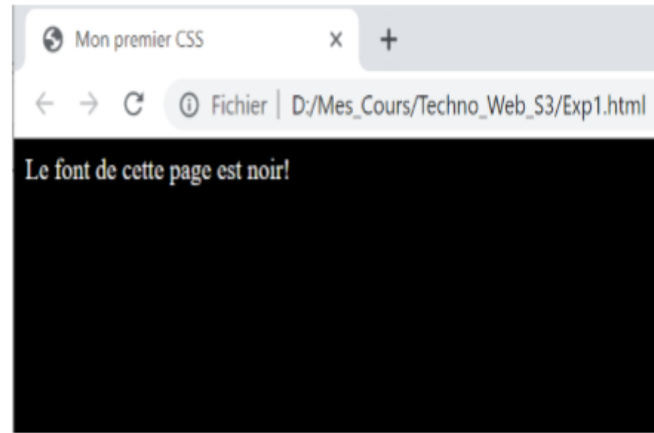 Mon premier CSS
Fichier | D:/Mes_Cours/Techno_Web_S3/Exp1.html
Le font de cette page est noir!